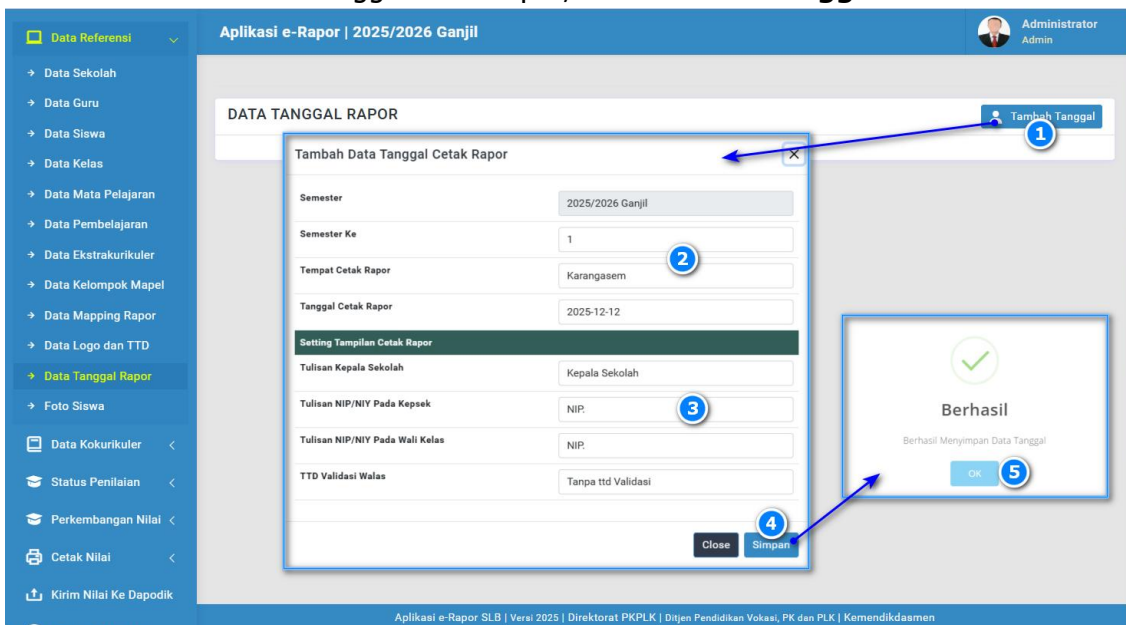 Data Referensi
Aplikasi e-Rapor | 2025/2026 Ganjil
Administrator
Admin
Data Sekolah
Data Guru
Data Siswa
Data Kelas
Data Mata Pelajaran
Data Pembelajaran
Data Ekstrakurikuler
Data Kelompok Mapel
Data Mapping Rapor
Data Logo dan TTD
Data Tanggal Rapor
Foto Siswa
Data Kokurikuler
Status Penilaian
Perkembangan Nilai
Cetak Nilai
Kirim Nilai Ke Dapodik
DATA TANGGAL RAPOR
Tambah Tanggal
1
Tambah Data Tanggal Cetak Rapor
X
Semester
2025/2026 Ganjil
Semester Ke
1
2
Tempat Cetak Rapor
Karangasem
Tanggal Cetak Rapor
2025-12-12
Setting Tampilan Cetak Rapor
Tulisan Kepala Sekolah
Kepala Sekolah
Tulisan NIP/NIY Pada Kepsek
NIP.
3
Tulisan NIP/NIY Pada Wali Kelas
NIP.
TTD Validasi Walas
Tanpa ttd Validasi
4
Close
Simpan
Berhasil
Berhasil Menyimpan Data Tanggal
OK
5
Aplikasi e-Rapor SLB | Versi 2025 | Direktorat PKPLK | Ditjen Pendidikan Vokasi, PK dan PLK | Kemendikdasmen